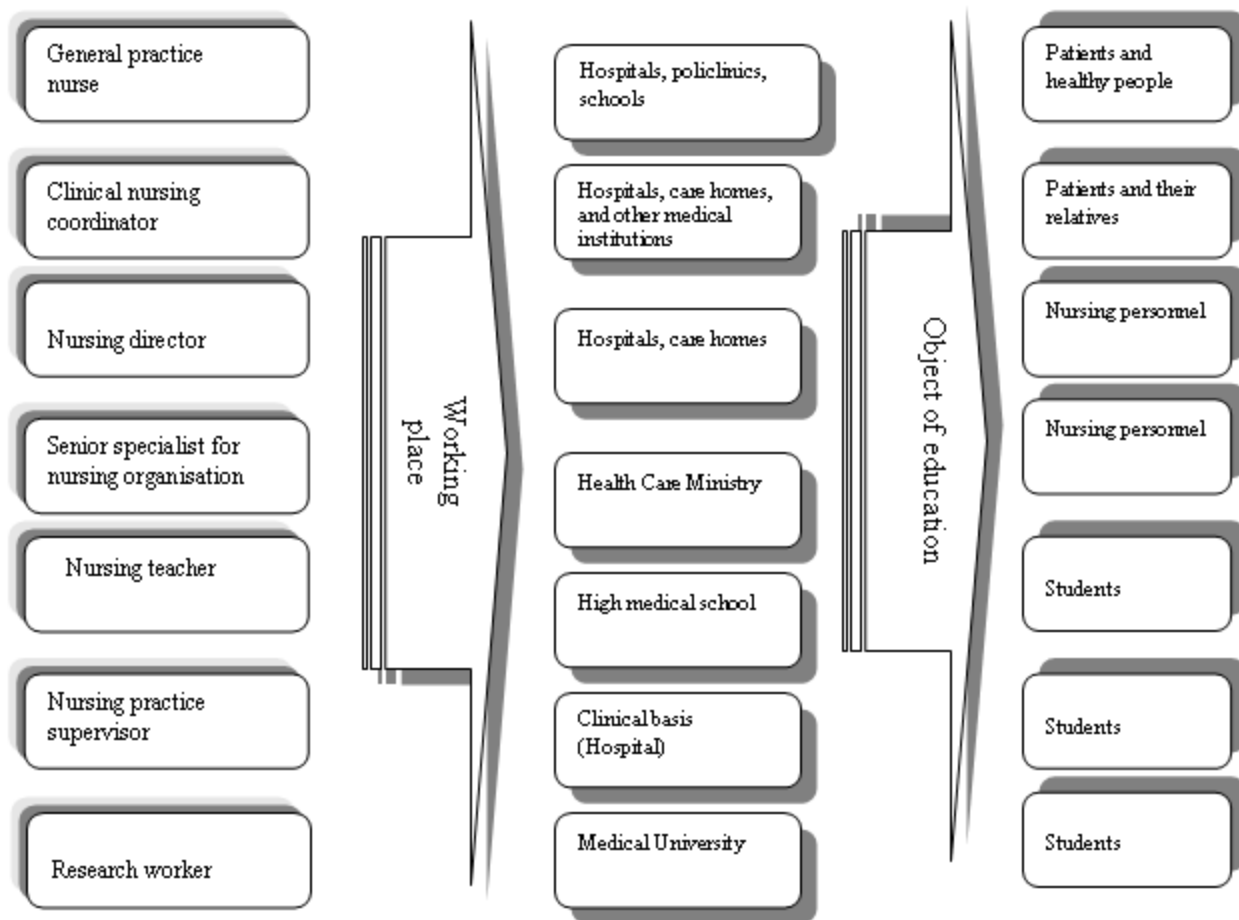 General practice
nurse
Clinical nursing
coordinator
Nursing director
Senior specialist for
nursing organisation
Nursing teacher
Nursing practice
supervisor
Research worker
Working
place
Hospitals, policlinics,
schools
Hospitals, care homes,
and other medical
institutions
Hospitals, care homes
Health Care Ministry
High medical school
Clinical basis
(Hospital)
Medical University
Object of education
Patients and
healthy people
Patients and their
relatives
Nursing personnel
Nursing personnel
Students
Students
Students